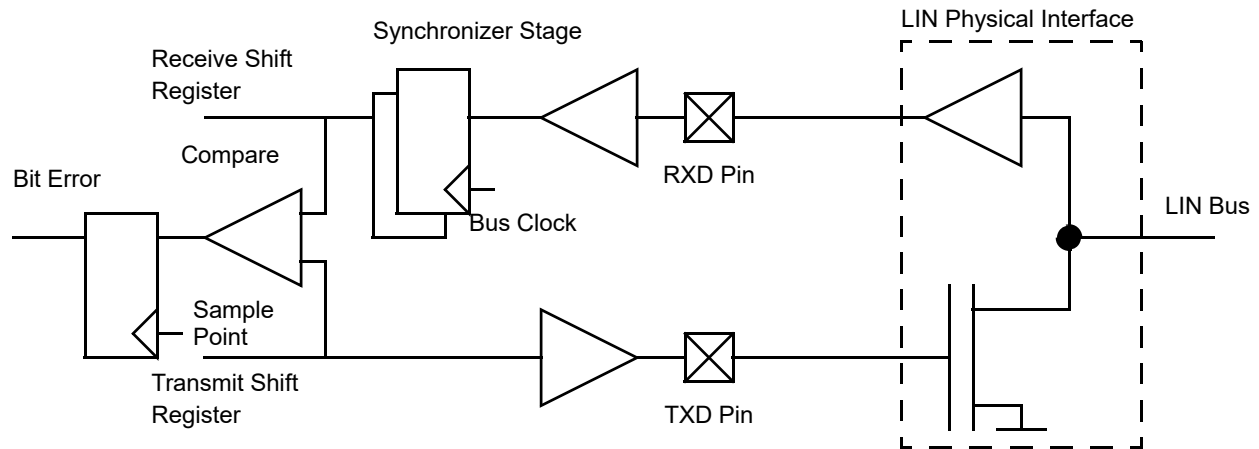 LIN Physical Interface
Synchronizer Stage
Receive Shift
Register
Compare
RXD Pin
Bit Error
LIN Bus
Bus Clock
Sample
Point
Transmit Shift
Register
TXD Pin